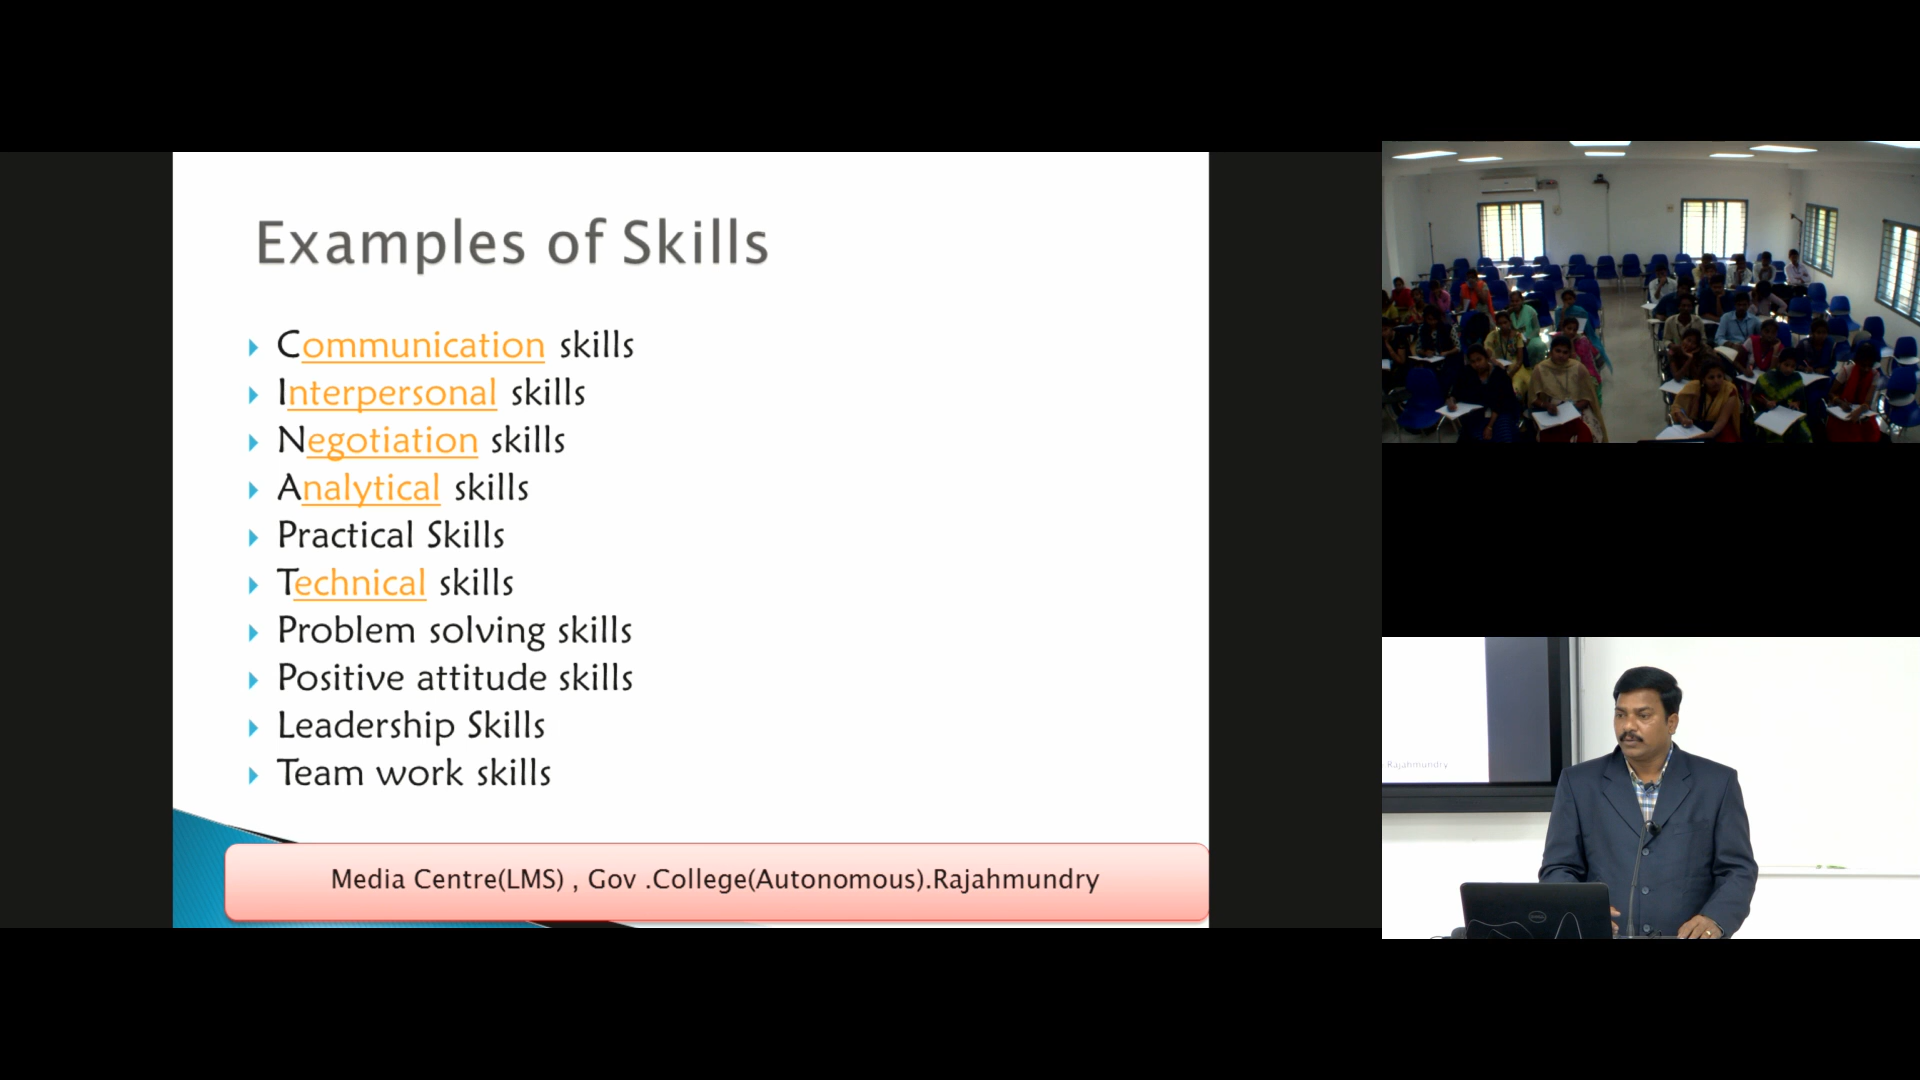 Examples of Skills
Communication skills
Interpersonal skills
Negotiation skills
Analytical skills
Practical Skills
Technical skills
Problem solving skills
Positive attitude skills
Leadership Skills
Team work skills
Media Centre(LMS) , Gov .College(Autonomous).Rajahmundry
Rajahmundry
DELL